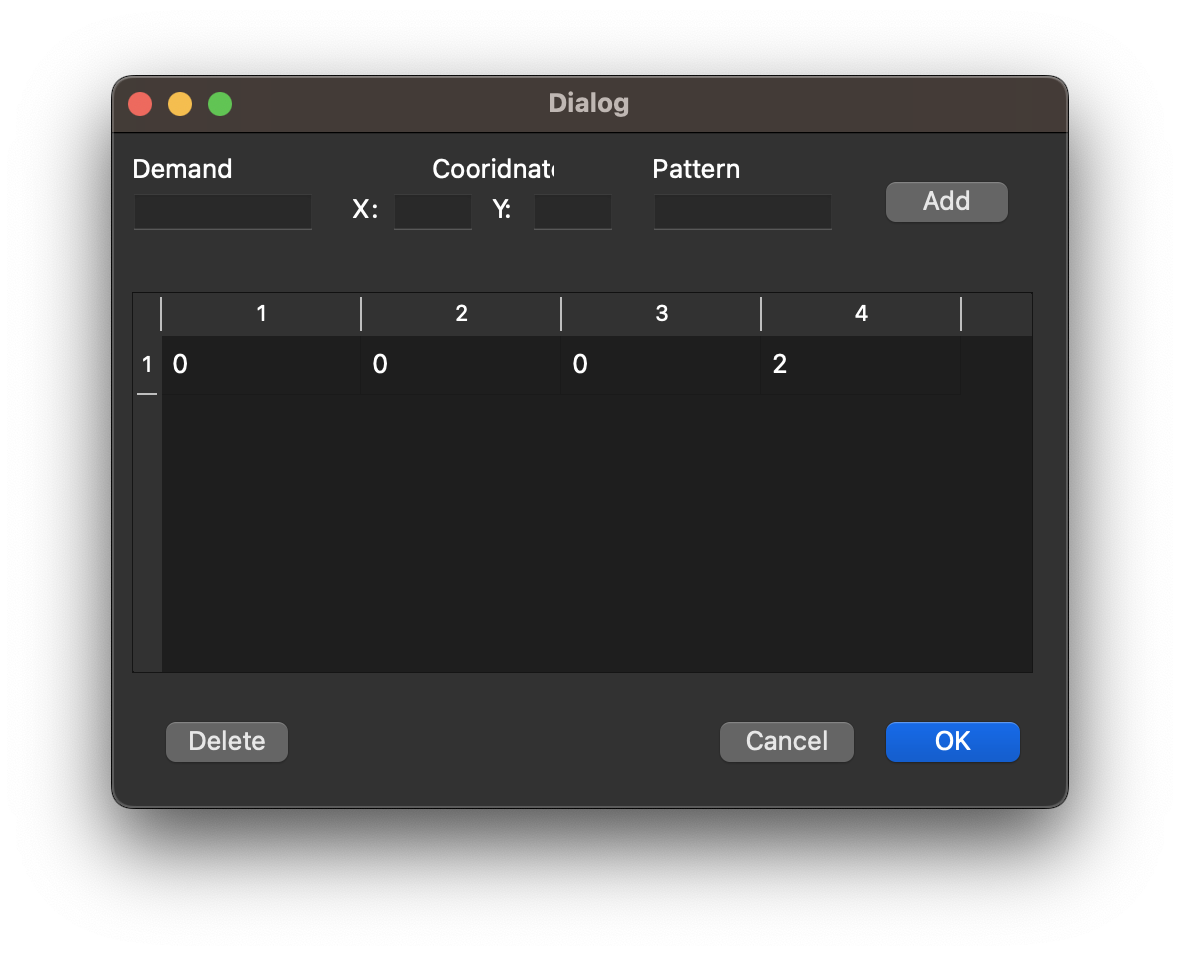 Dialog
Demand Cooridnat Pattern
X: Y: Add
1 2 3 4
1 0 0 0 2
Delete Cancel OK